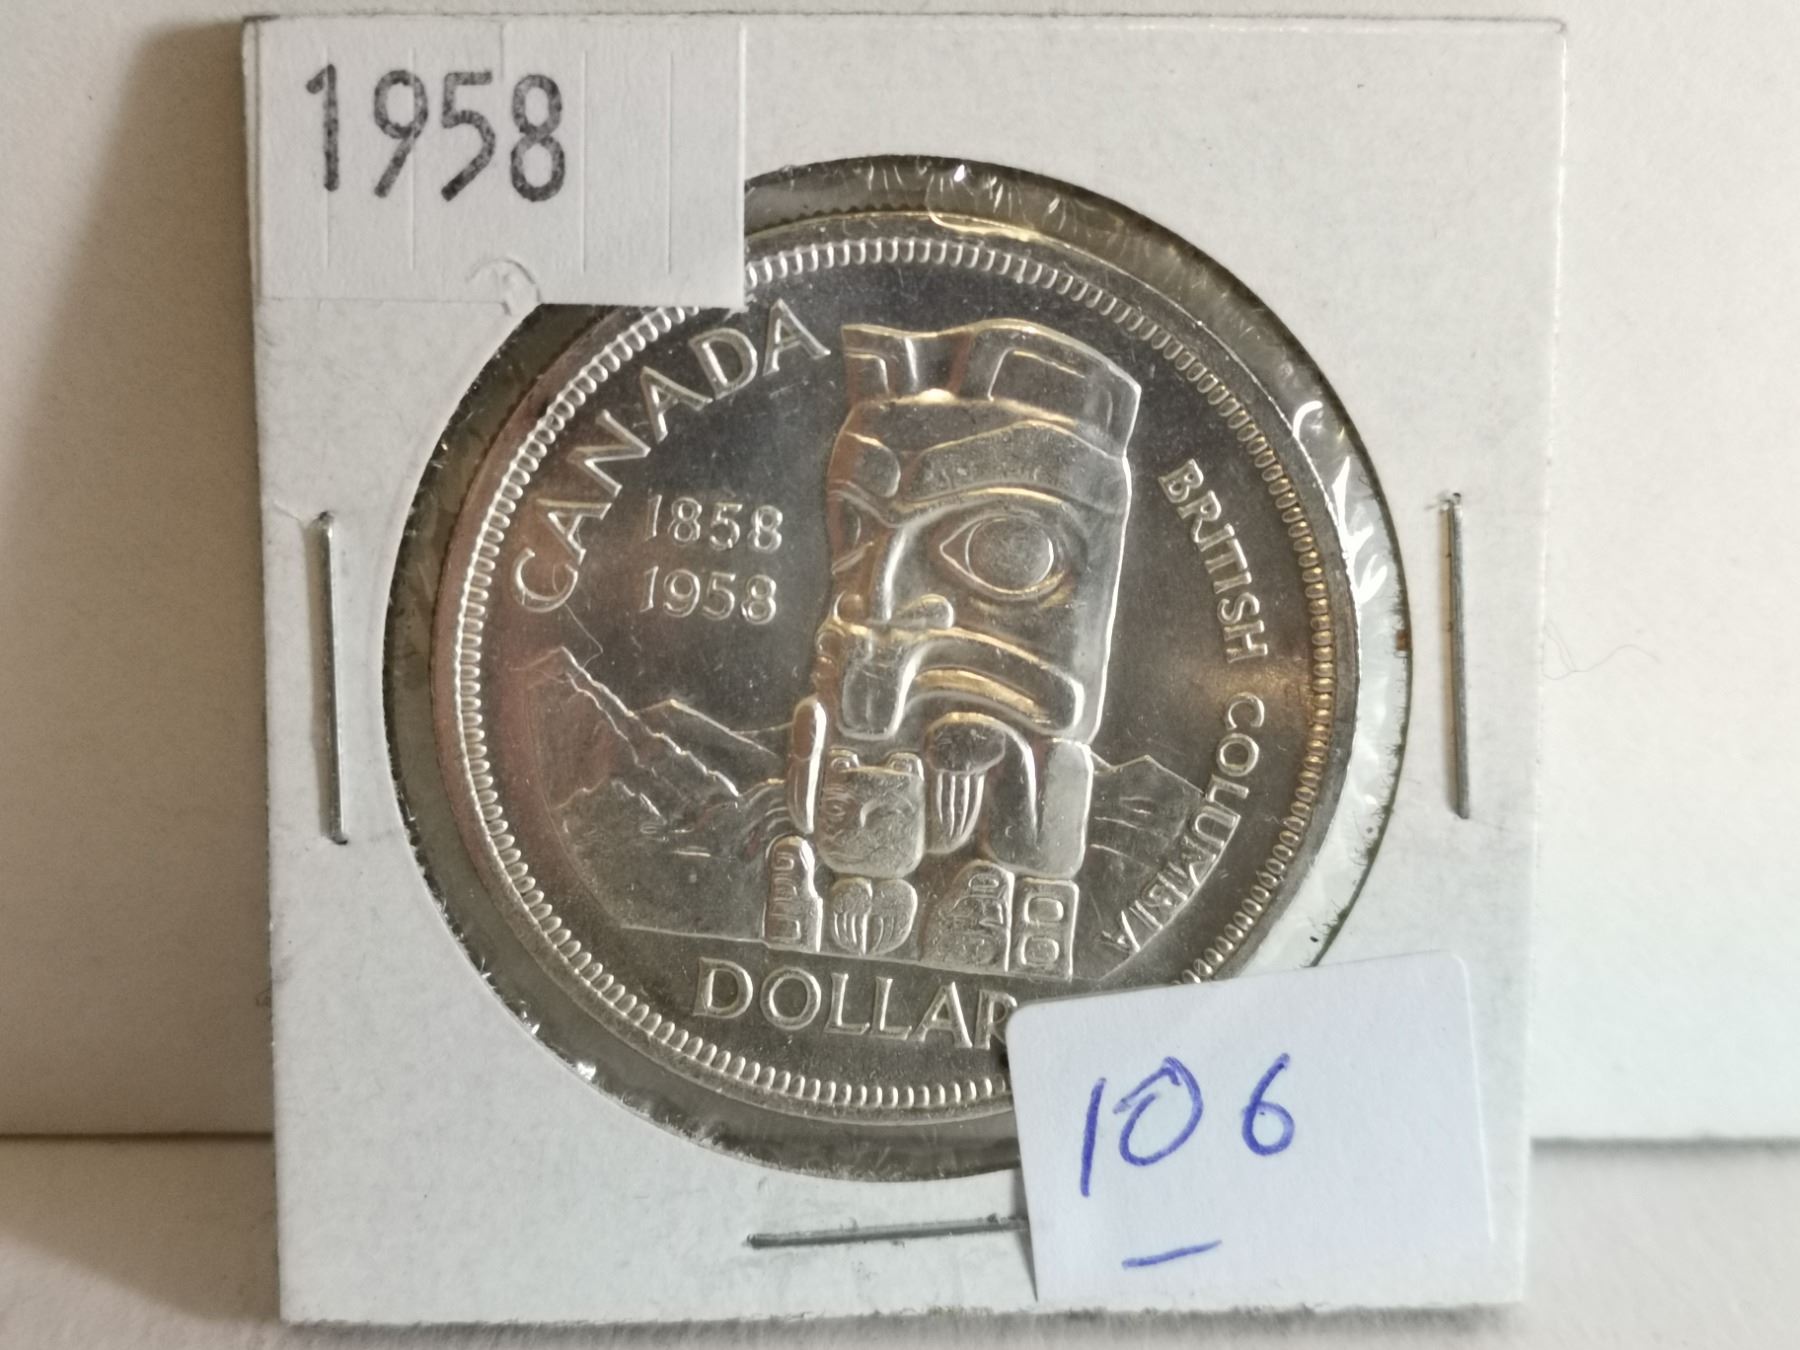 1958
CANADA
1858
1958
BRITISH COLUMBIA
DOLLAR
106